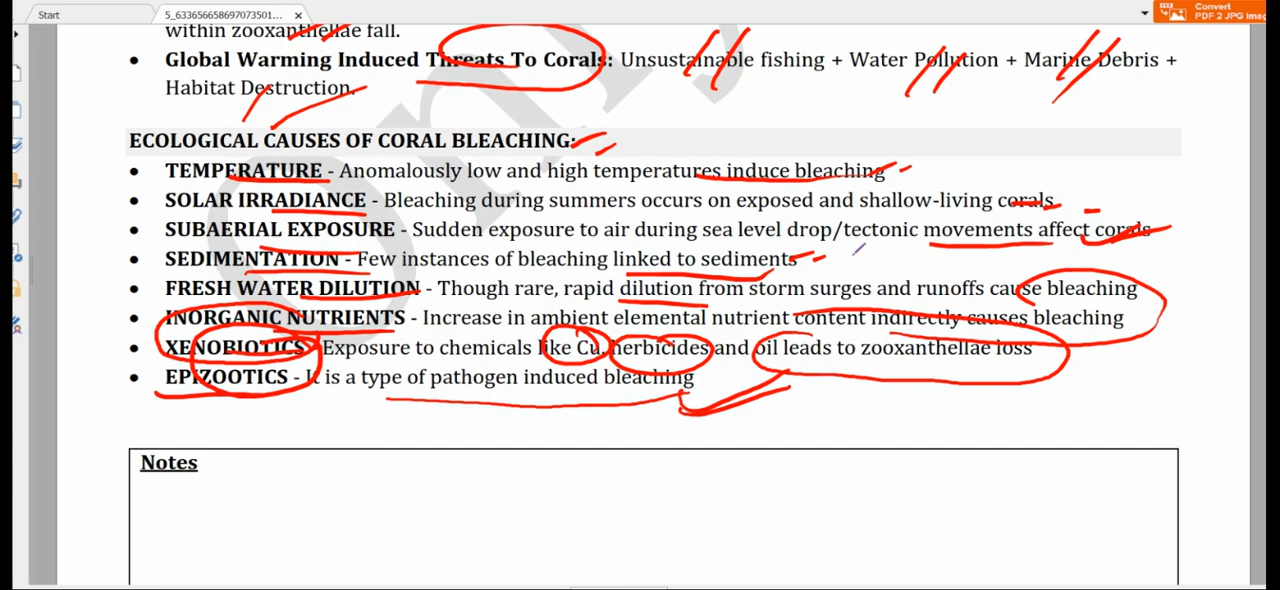 Start
5_633656658697073501...
Convert
PDF 2 JPG Imag
within zooxanthellae fall.
• Global Warming Induced Threats To Corals: Unsustainable fishing + Water Pollution + Marine Debris +
Habitat Destruction.
ECOLOGICAL CAUSES OF CORAL BLEACHING:
• TEMPERATURE - Anomalously low and high temperatures induce bleaching
• SOLAR IRRADIANCE - Bleaching during summers occurs on exposed and shallow-living corals
• SUBAERIAL EXPOSURE - Sudden exposure to air during sea level drop/tectonic movements affect corals
• SEDIMENTATION - Few instances of bleaching linked to sediments
• FRESH WATER DILUTION - Though rare, rapid dilution from storm surges and runoffs cause bleaching
• INORGANIC NUTRIENTS - Increase in ambient elemental nutrient content indirectly causes bleaching
• XENOBIOTICS - Exposure to chemicals like Cu, herbicides and oil leads to zooxanthellae loss
• EPIZOOTICS - It is a type of pathogen induced bleaching
Notes
Only